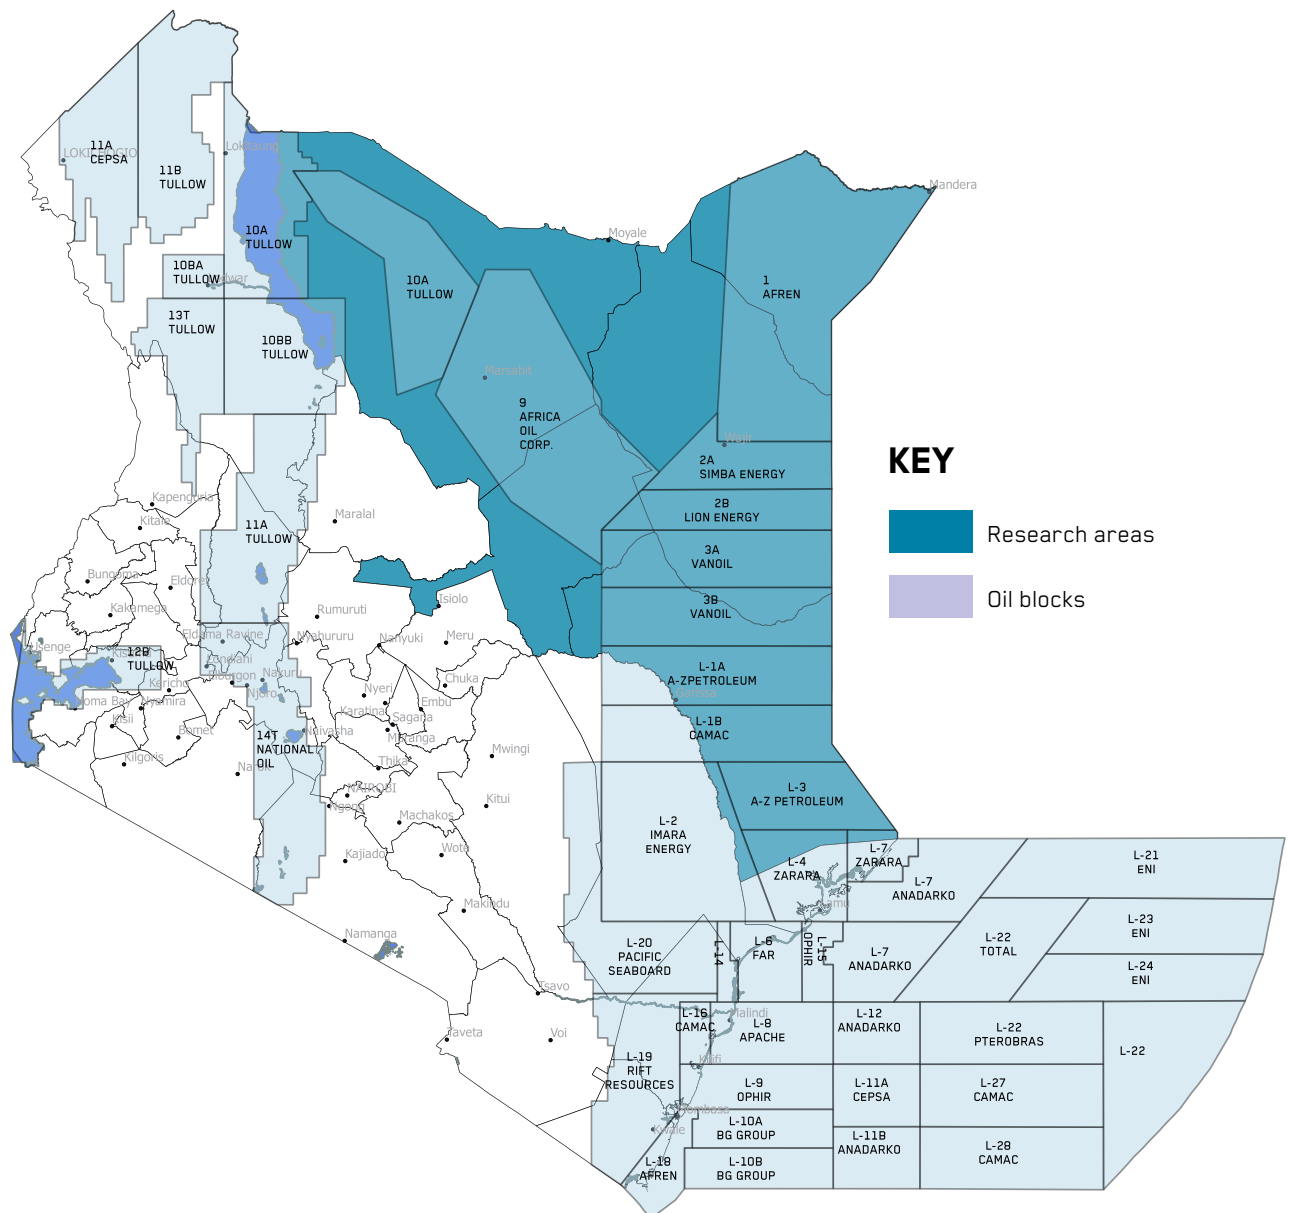 Mandera
LOKICHOGIO
11A
CEPSA
11B
TULLOW
Lokitaung
10A
TULLOW
Moyale
10BA
TULLOW
10A
TULLOW
1
AFREN
13T
TULLOW
10BB
TULLOW
Marsabit
9
AFRICA
OIL
CORP.
Wajir
2A
SIMBA ENERGY
KEY
Research areas
Oil blocks
2B
LION ENERGY
Kapenguria
Kitale
Maralal
11A
TULLOW
3A
VANOIL
Bungoma
Eldoret
Kakamega
Rumuruti
Isiolo
3B
VANOIL
Eldama Ravine
Nyahururu
Nanyuki
Meru
Usenge
12B
TULLOW
Londiani
Kericho
Nakuru
Njoro
Chuka
L-1A
A-ZPETROLEUM
Garissa
Homa Bay
Nyamira
Nyeri
Karatina
Embu
Sagana
Muranga
Kisii
Bomet
L-1B
CAMAC
14T
NATIONAL
OIL
Naivasha
Mwingi
Kilgoris
Narok
Thika
NAIROBI
Ngong
Kitui
L-3
A-Z PETROLEUM
Machakos
L-2
IMARA
ENERGY
Kajiado
Wote
L-4
ZARARA
L-7
ZARARA
L-7
ANADARKO
L-21
ENI
Makindu
Lamu
Namanga
L-20
PACIFIC
SEABOARD
L-14
L-6
FAR
L-15
OPHIR
L-7
ANADARKO
L-22
TOTAL
L-23
ENI
L-24
ENI
Tsavo
L-16
CAMAC
Malindi
L-8
APACHE
L-12
ANADARKO
L-22
PTEROBRAS
L-22
Taveta
Voi
Kilifi
L-19
RIFT
RESOURCES
L-9
OPHIR
L-11A
CEPSA
L-27
CAMAC
Mombasa
Kwale
L-10A
BG GROUP
L-11B
ANADARKO
L-28
CAMAC
L-18
AFREN
L-10B
BG GROUP